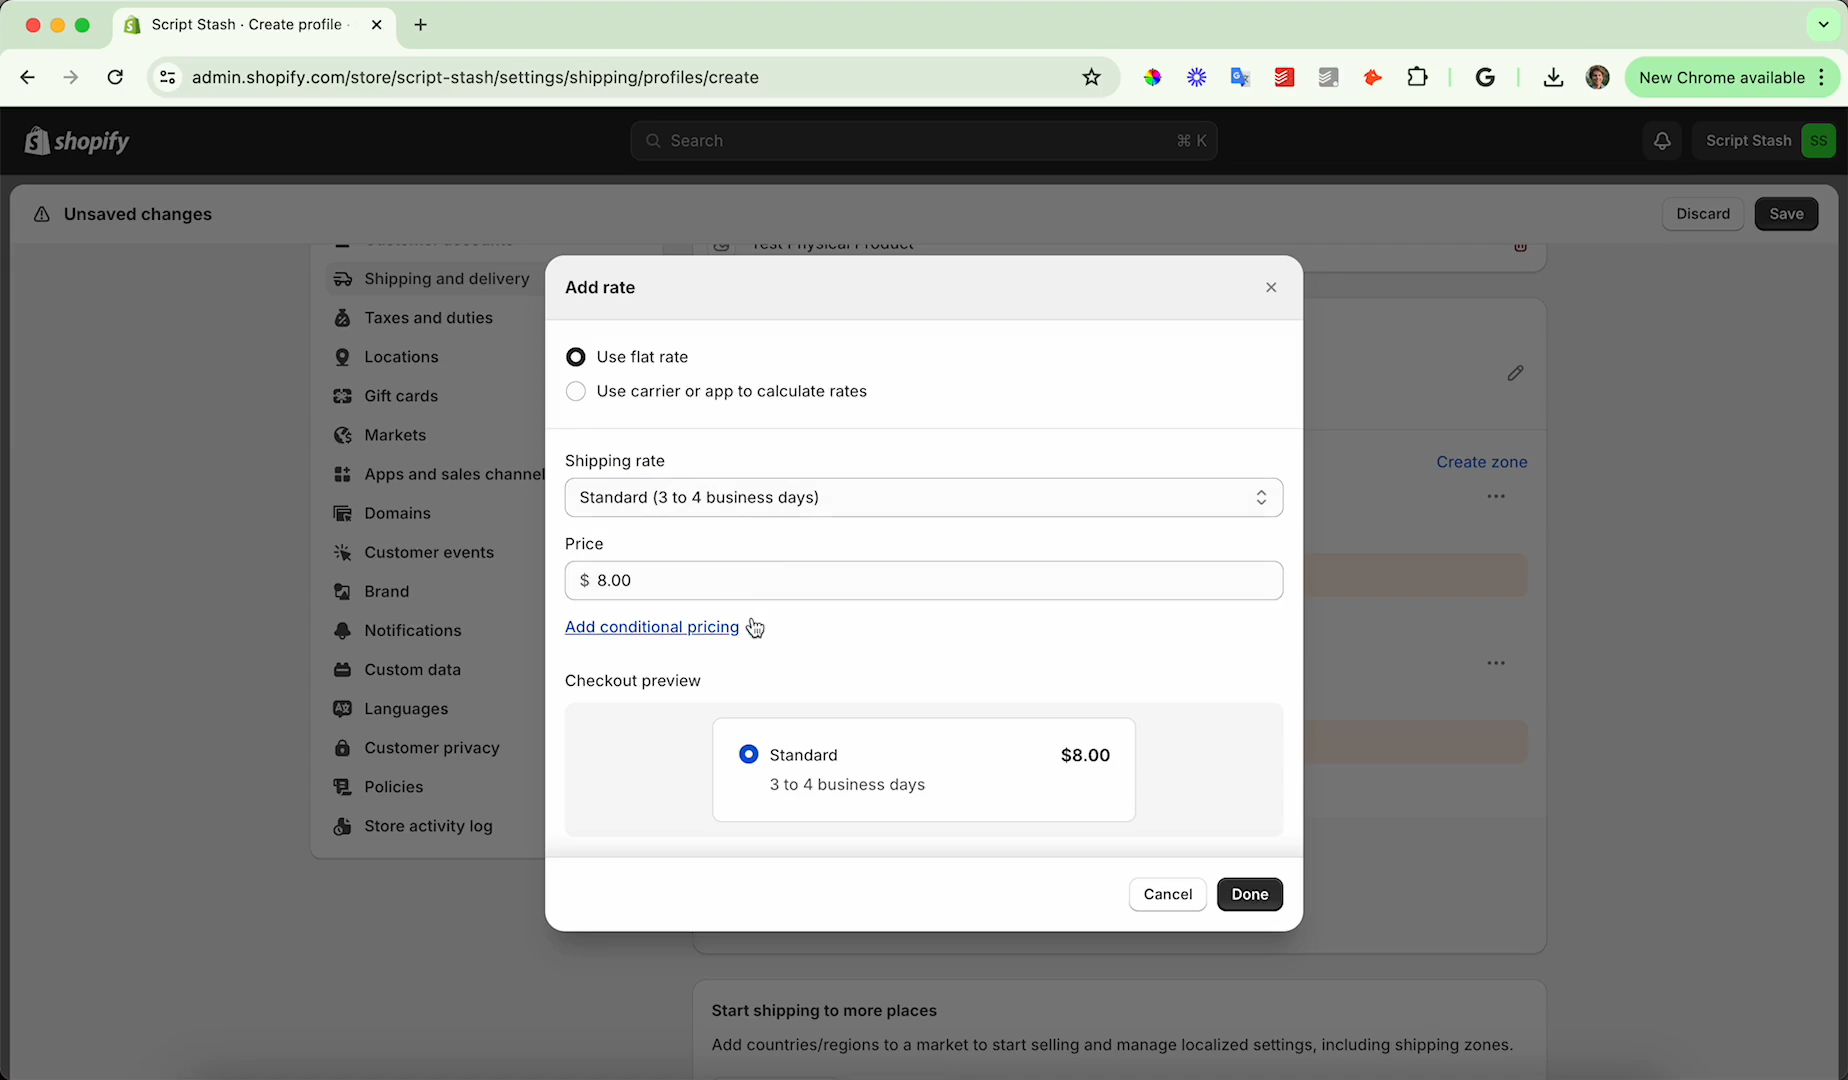 Script Stash · Create profile ·
admin.shopify.com/store/script-stash/settings/shipping/profiles/create
New Chrome available
shopify
Search
⌘ K
Script Stash
SS
Unsaved changes
Discard
Save
Customer accounts
Test Physical Product
Shipping and delivery
Taxes and duties
Locations
Gift cards
Markets
Apps and sales channel
Domains
Customer events
Brand
Notifications
Custom data
Languages
Customer privacy
Policies
Store activity log
Add rate
Use flat rate
Use carrier or app to calculate rates
Shipping rate
Standard (3 to 4 business days)
Price
$ 8.00
Add conditional pricing
Checkout preview
Standard
$8.00
3 to 4 business days
Cancel
Done
Create zone
Start shipping to more places
Add countries/regions to a market to start selling and manage localized settings, including shipping zones.